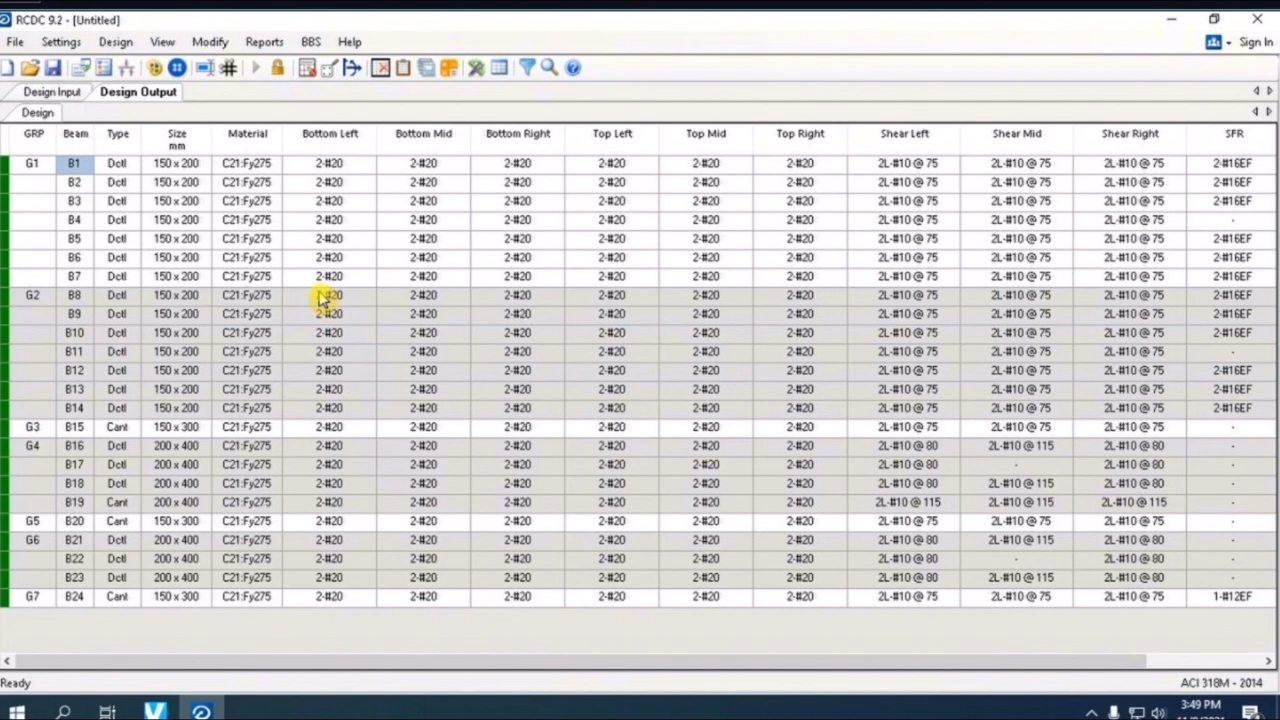 RCDC 9.2 - [Untitled]
File Settings Design View Modify Reports BBS Help Sign In
Design Input Design Output
Design
GRP Beam Type Size mm Material Bottom Left Bottom Mid Bottom Right Top Left Top Mid Top Right Shear Left Shear Mid Shear Right SFR
G1 B1 Dctl 150 x 200 C21:Fy275 2-#20 2-#20 2-#20 2-#20 2-#20 2-#20 2L-#10 @ 75 2L-#10 @ 75 2L-#10 @ 75 2-#16EF
B2 Dctl 150 x 200 C21:Fy275 2-#20 2-#20 2-#20 2-#20 2-#20 2-#20 2L-#10 @ 75 2L-#10 @ 75 2L-#10 @ 75 2-#16EF
B3 Dctl 150 x 200 C21:Fy275 2-#20 2-#20 2-#20 2-#20 2-#20 2-#20 2L-#10 @ 75 2L-#10 @ 75 2L-#10 @ 75 2-#16EF
B4 Dctl 150 x 200 C21:Fy275 2-#20 2-#20 2-#20 2-#20 2-#20 2-#20 2L-#10 @ 75 2L-#10 @ 75 2L-#10 @ 75 -
B5 Dctl 150 x 200 C21:Fy275 2-#20 2-#20 2-#20 2-#20 2-#20 2-#20 2L-#10 @ 75 2L-#10 @ 75 2L-#10 @ 75 2-#16EF
B6 Dctl 150 x 200 C21:Fy275 2-#20 2-#20 2-#20 2-#20 2-#20 2-#20 2L-#10 @ 75 2L-#10 @ 75 2L-#10 @ 75 2-#16EF
B7 Dctl 150 x 200 C21:Fy275 2-#20 2-#20 2-#20 2-#20 2-#20 2-#20 2L-#10 @ 75 2L-#10 @ 75 2L-#10 @ 75 2-#16EF
G2 B8 Dctl 150 x 200 C21:Fy275 2-#20 2-#20 2-#20 2-#20 2-#20 2-#20 2L-#10 @ 75 2L-#10 @ 75 2L-#10 @ 75 2-#16EF
B9 Dctl 150 x 200 C21:Fy275 2-#20 2-#20 2-#20 2-#20 2-#20 2-#20 2L-#10 @ 75 2L-#10 @ 75 2L-#10 @ 75 2-#16EF
B10 Dctl 150 x 200 C21:Fy275 2-#20 2-#20 2-#20 2-#20 2-#20 2-#20 2L-#10 @ 75 2L-#10 @ 75 2L-#10 @ 75 2-#16EF
B11 Dctl 150 x 200 C21:Fy275 2-#20 2-#20 2-#20 2-#20 2-#20 2-#20 2L-#10 @ 75 2L-#10 @ 75 2L-#10 @ 75 -
B12 Dctl 150 x 200 C21:Fy275 2-#20 2-#20 2-#20 2-#20 2-#20 2-#20 2L-#10 @ 75 2L-#10 @ 75 2L-#10 @ 75 2-#16EF
B13 Dctl 150 x 200 C21:Fy275 2-#20 2-#20 2-#20 2-#20 2-#20 2-#20 2L-#10 @ 75 2L-#10 @ 75 2L-#10 @ 75 2-#16EF
B14 Dctl 150 x 200 C21:Fy275 2-#20 2-#20 2-#20 2-#20 2-#20 2-#20 2L-#10 @ 75 2L-#10 @ 75 2L-#10 @ 75 2-#16EF
G3 B15 Cant 150 x 300 C21:Fy275 2-#20 2-#20 2-#20 2-#20 2-#20 2-#20 2L-#10 @ 75 2L-#10 @ 75 2L-#10 @ 75 -
G4 B16 Dctl 200 x 400 C21:Fy275 2-#20 2-#20 2-#20 2-#20 2-#20 2-#20 2L-#10 @ 80 2L-#10 @ 115 2L-#10 @ 80 -
B17 Dctl 200 x 400 C21:Fy275 2-#20 2-#20 2-#20 2-#20 2-#20 2-#20 2L-#10 @ 80 - 2L-#10 @ 80 -
B18 Dctl 200 x 400 C21:Fy275 2-#20 2-#20 2-#20 2-#20 2-#20 2-#20 2L-#10 @ 80 2L-#10 @ 115 2L-#10 @ 80 -
B19 Cant 200 x 400 C21:Fy275 2-#20 2-#20 2-#20 2-#20 2-#20 2-#20 2L-#10 @ 115 2L-#10 @ 115 2L-#10 @ 115 -
G5 B20 Cant 150 x 300 C21:Fy275 2-#20 2-#20 2-#20 2-#20 2-#20 2-#20 2L-#10 @ 75 2L-#10 @ 75 2L-#10 @ 75 -
G6 B21 Dctl 200 x 400 C21:Fy275 2-#20 2-#20 2-#20 2-#20 2-#20 2-#20 2L-#10 @ 80 2L-#10 @ 115 2L-#10 @ 80 -
B22 Dctl 200 x 400 C21:Fy275 2-#20 2-#20 2-#20 2-#20 2-#20 2-#20 2L-#10 @ 80 - 2L-#10 @ 80 -
B23 Dctl 200 x 400 C21:Fy275 2-#20 2-#20 2-#20 2-#20 2-#20 2-#20 2L-#10 @ 80 2L-#10 @ 115 2L-#10 @ 80 -
G7 B24 Cant 150 x 300 C21:Fy275 2-#20 2-#20 2-#20 2-#20 2-#20 2-#20 2L-#10 @ 75 2L-#10 @ 75 2L-#10 @ 75 1-#12EF
Ready ACI 318M - 2014
3:49 PM